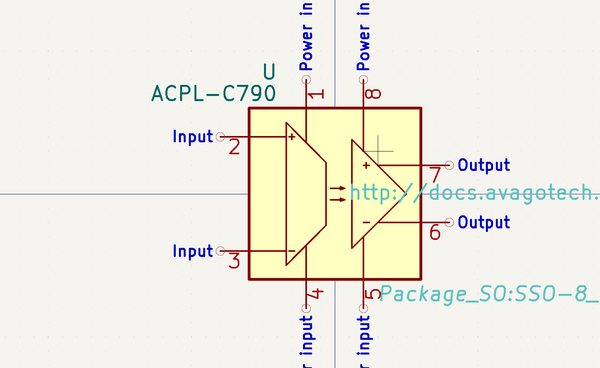 Power in
Power in
U
ACPL-C790
1
8
Input
2
+
+
7
Output
http://docs.avagotech.
-
6
Output
Input
3
-
4
5
Package_SO:SSO-8_
input
input